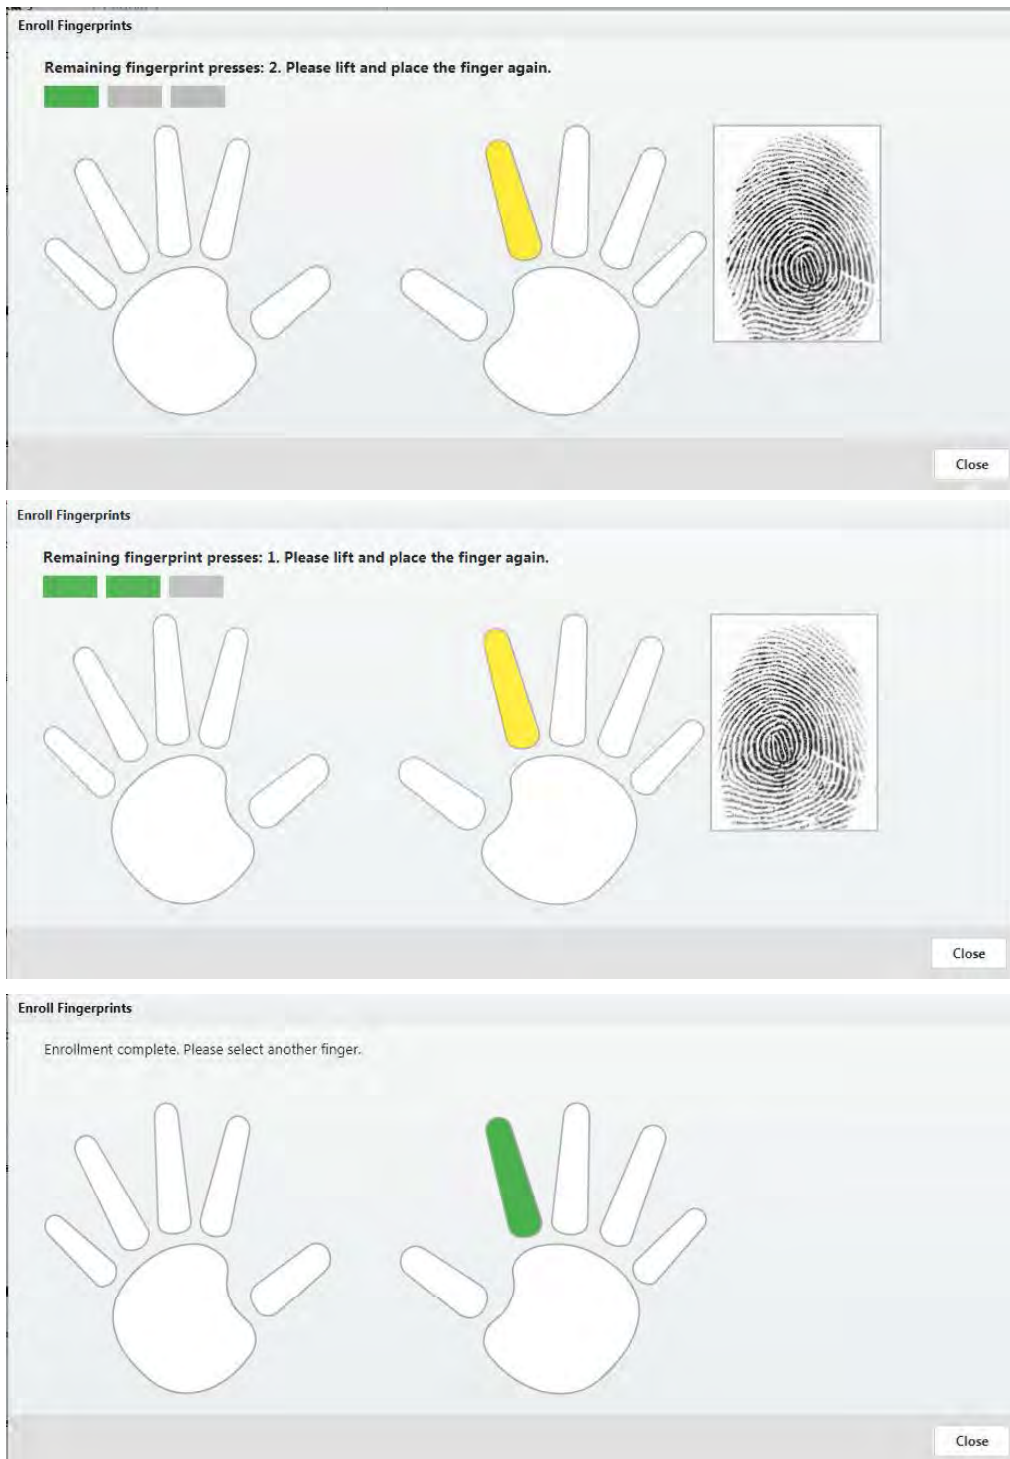 Enroll Fingerprints
Remaining fingerprint presses: 2. Please lift and place the finger again.
Close
Enroll Fingerprints
Remaining fingerprint presses: 1. Please lift and place the finger again.
Close
Enroll Fingerprints
Enrollment complete. Please select another finger.
Close